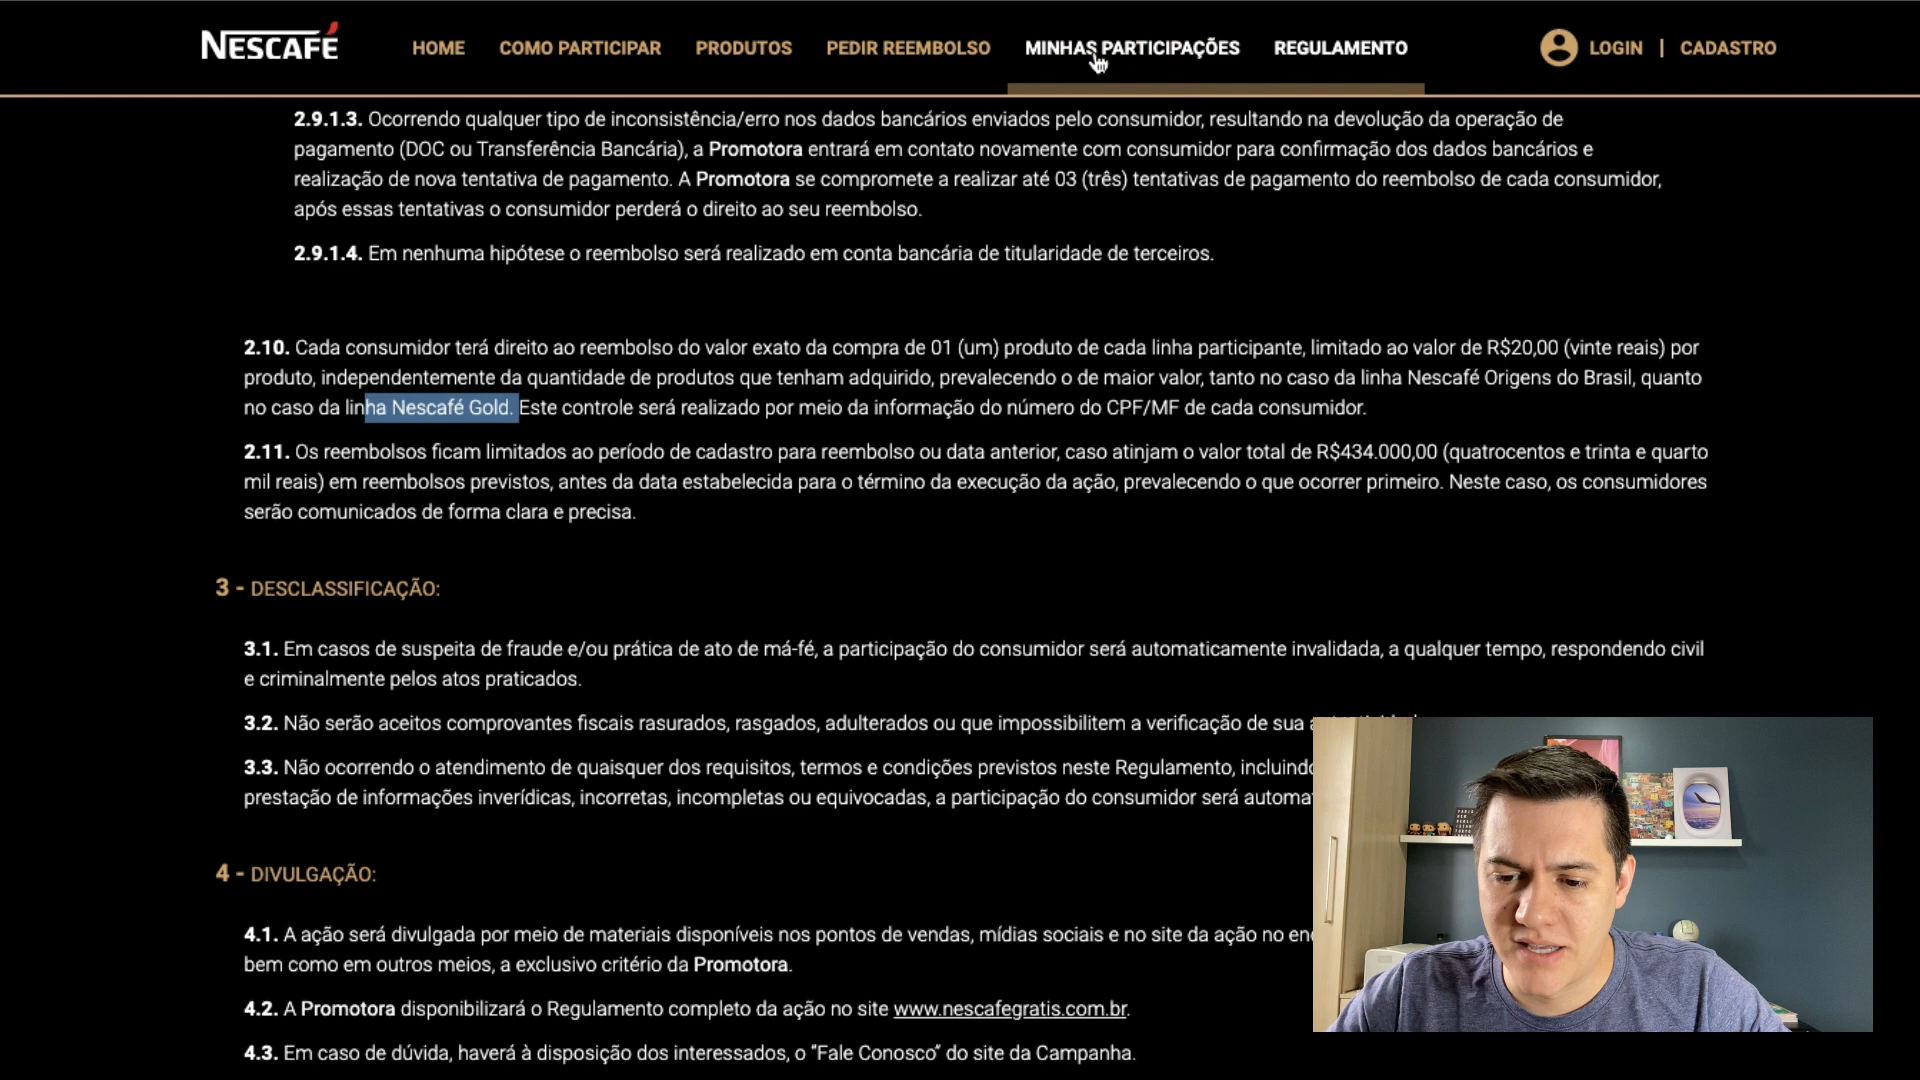 NESCAFÉ HOME COMO PARTICIPAR PRODUTOS PEDIR REEMBOLSO MINHAS PARTICIPAÇÕES REGULAMENTO LOGIN | CADASTRO
2.9.1.3. Ocorrendo qualquer tipo de inconsistência/erro nos dados bancários enviados pelo consumidor, resultando na devolução da operação de
pagamento (DOC ou Transferência Bancária), a Promotora entrará em contato novamente com consumidor para confirmação dos dados bancários e
realização de nova tentativa de pagamento. A Promotora se compromete a realizar até 03 (três) tentativas de pagamento do reembolso de cada consumidor,
após essas tentativas o consumidor perderá o direito ao seu reembolso.
2.9.1.4. Em nenhuma hipótese o reembolso será realizado em conta bancária de titularidade de terceiros.
2.10. Cada consumidor terá direito ao reembolso do valor exato da compra de 01 (um) produto de cada linha participante, limitado ao valor de R$20,00 (vinte reais) por
produto, independentemente da quantidade de produtos que tenham adquirido, prevalecendo o de maior valor, tanto no caso da linha Nescafé Origens do Brasil, quanto
no caso da linha Nescafé Gold. Este controle será realizado por meio da informação do número do CPF/MF de cada consumidor.
2.11. Os reembolsos ficam limitados ao período de cadastro para reembolso ou data anterior, caso atinjam o valor total de R$434.000,00 (quatrocentos e trinta e quarto
mil reais) em reembolsos previstos, antes da data estabelecida para o término da execução da ação, prevalecendo o que ocorrer primeiro. Neste caso, os consumidores
serão comunicados de forma clara e precisa.
3 - DESCLASSIFICAÇÃO:
3.1. Em casos de suspeita de fraude e/ou prática de ato de má-fé, a participação do consumidor será automaticamente invalidada, a qualquer tempo, respondendo civil
e criminalmente pelos atos praticados.
3.2. Não serão aceitos comprovantes fiscais rasurados, rasgados, adulterados ou que impossibilitem a verificação de sua
3.3. Não ocorrendo o atendimento de quaisquer dos requisitos, termos e condições previstos neste Regulamento, incluindo
prestação de informações inverídicas, incorretas, incompletas ou equivocadas, a participação do consumidor será automa
4 - DIVULGAÇÃO:
4.1. A ação será divulgada por meio de materiais disponíveis nos pontos de vendas, mídias sociais e no site da ação no en
bem como em outros meios, a exclusivo critério da Promotora.
4.2. A Promotora disponibilizará o Regulamento completo da ação no site www.nescafegratis.com.br.
4.3. Em caso de dúvida, haverá à disposição dos interessados, o “Fale Conosco” do site da Campanha.